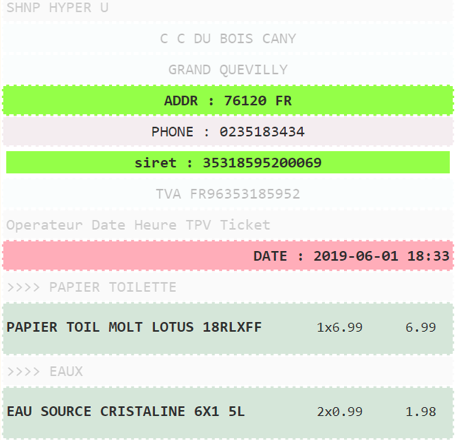 SHNP HYPER U
C C DU BOIS CANY
GRAND QUEVILLY
ADDR : 76120 FR
PHONE : 0235183434
siret : 35318595200069
TVA FR96353185952
Operateur Date Heure TPV Ticket
DATE : 2019-06-01 18:33
>>>> PAPIER TOILETTE
PAPIER TOIL MOLT LOTUS 18RLXFF 1x6.99 6.99
>>>> EAUX
EAU SOURCE CRISTALINE 6X1 5L 2x0.99 1.98